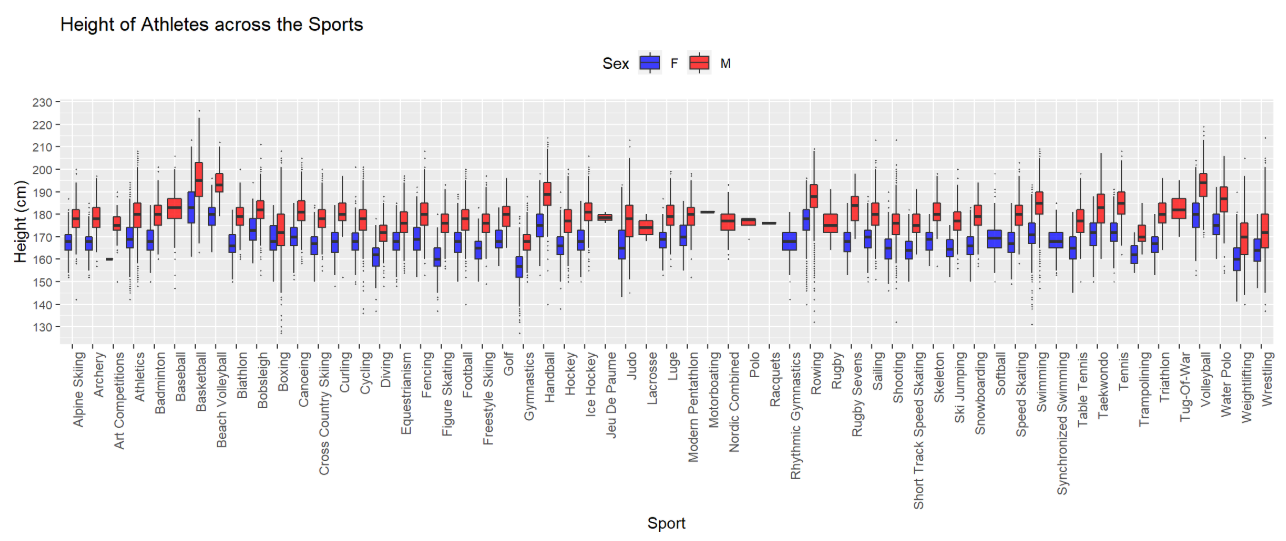 Height of Athletes across the Sports
Sex F M
Height (cm)
230
220
210
200
190
180
170
160
150
140
130
Alpine Skiing
Archery
Art Competitions
Athletics
Badminton
Baseball
Basketball
Beach Volleyball
Biathlon
Bobsleigh
Boxing
Canoeing
Cross Country Skiing
Curling
Cycling
Diving
Equestrianism
Fencing
Figure Skating
Football
Freestyle Skiing
Golf
Gymnastics
Handball
Hockey
Ice Hockey
Jeu De Paume
Judo
Lacrosse
Luge
Modern Pentathlon
Motorboating
Nordic Combined
Polo
Racquets
Rhythmic Gymnastics
Rowing
Rugby
Rugby Sevens
Sailing
Shooting
Short Track Speed Skating
Skeleton
Ski Jumping
Snowboarding
Softball
Speed Skating
Swimming
Synchronized Swimming
Table Tennis
Taekwondo
Tennis
Trampolining
Triathlon
Tug-Of-War
Volleyball
Water Polo
Weightlifting
Wrestling
Sport